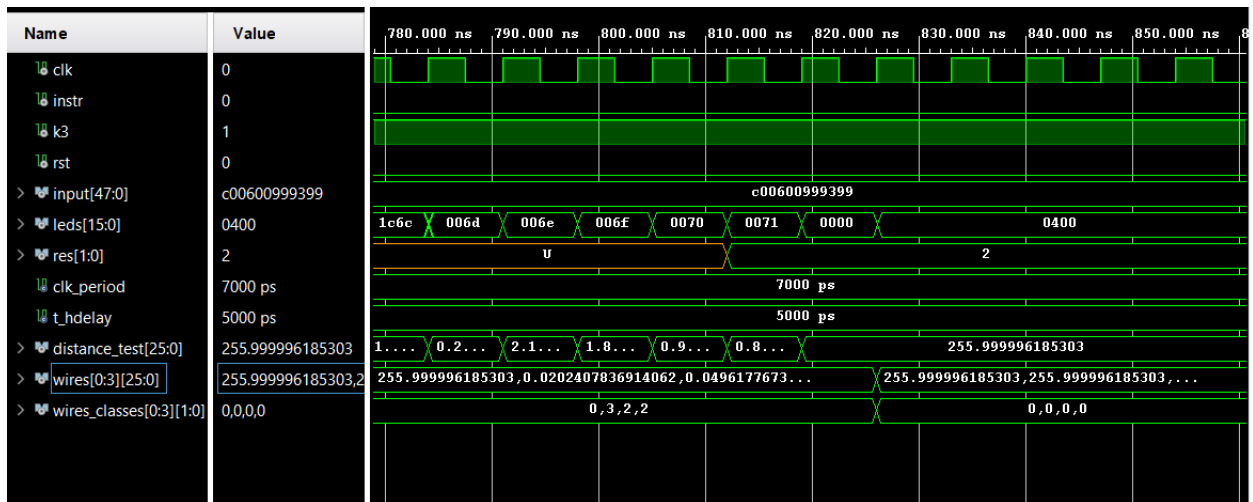 Name Value 780.000 ns 790.000 ns 800.000 ns 810.000 ns 820.000 ns 830.000 ns 840.000 ns 850.000 ns 8
clk 0
instr 0
k3 1
rst 0
input[47:0] c00600999399 c00600999399
leds[15:0] 0400 1c6c 006d 006e 006f 0070 0071 0000 0400
res[1:0] 2 U 2
clk_period 7000 ps 7000 ps
t_hdelay 5000 ps 5000 ps
distance_test[25:0] 255.999996185303 1.... 0.2... 2.1... 1.8... 0.9... 0.8... 255.999996185303
wires[0:3][25:0] 255.999996185303,2 255.999996185303,0.0202407836914062,0.0496177673... 255.999996185303,255.999996185303,...
wires_classes[0:3][1:0] 0,0,0,0 0,3,2,2 0,0,0,0